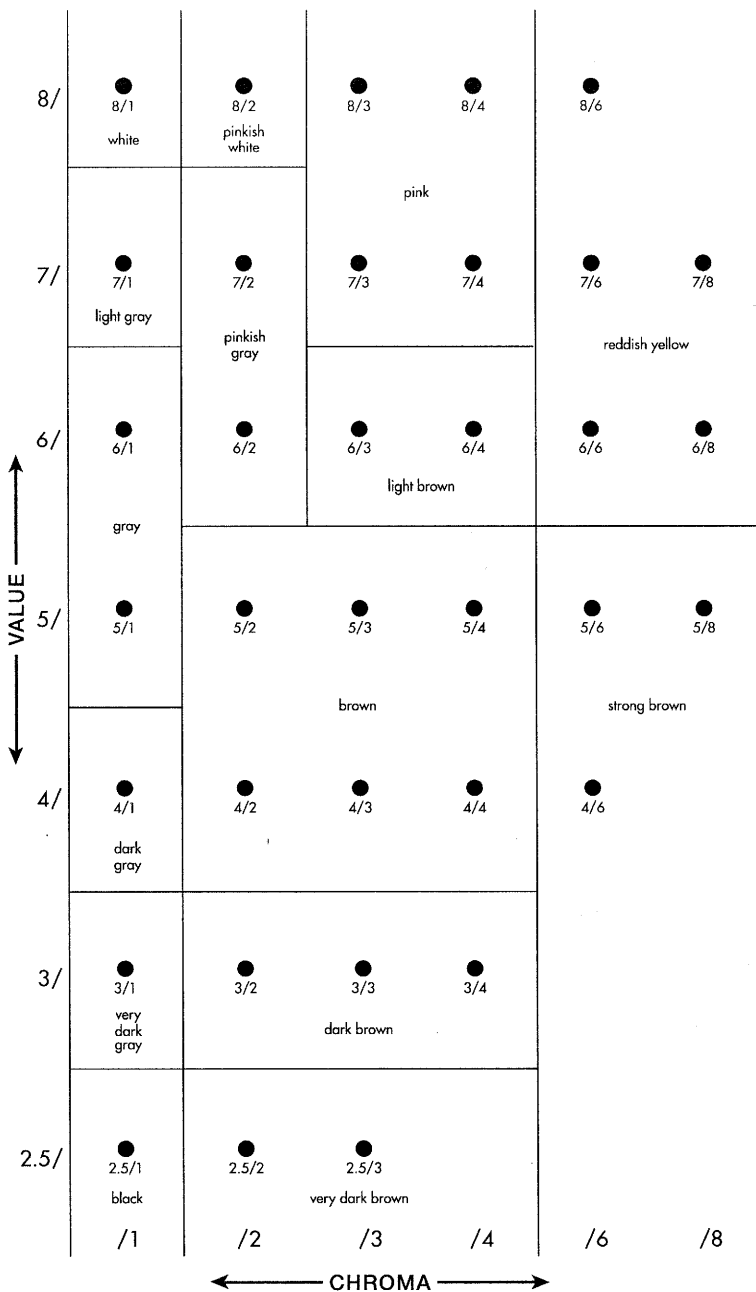 8/
8/1
8/2
8/3
8/4
8/6
white
pinkish
white
pink
7/
7/1
7/2
7/3
7/4
7/6
7/8
light gray
pinkish
gray
reddish yellow
6/
6/1
6/2
6/3
6/4
6/6
6/8
light brown
gray
VALUE
5/
5/1
5/2
5/3
5/4
5/6
5/8
brown
strong brown
4/
4/1
4/2
4/3
4/4
4/6
dark
gray
3/
3/1
3/2
3/3
3/4
very
dark
gray
dark brown
2.5/
2.5/1
2.5/2
2.5/3
black
very dark brown
/1
/2
/3
/4
/6
/8
CHROMA